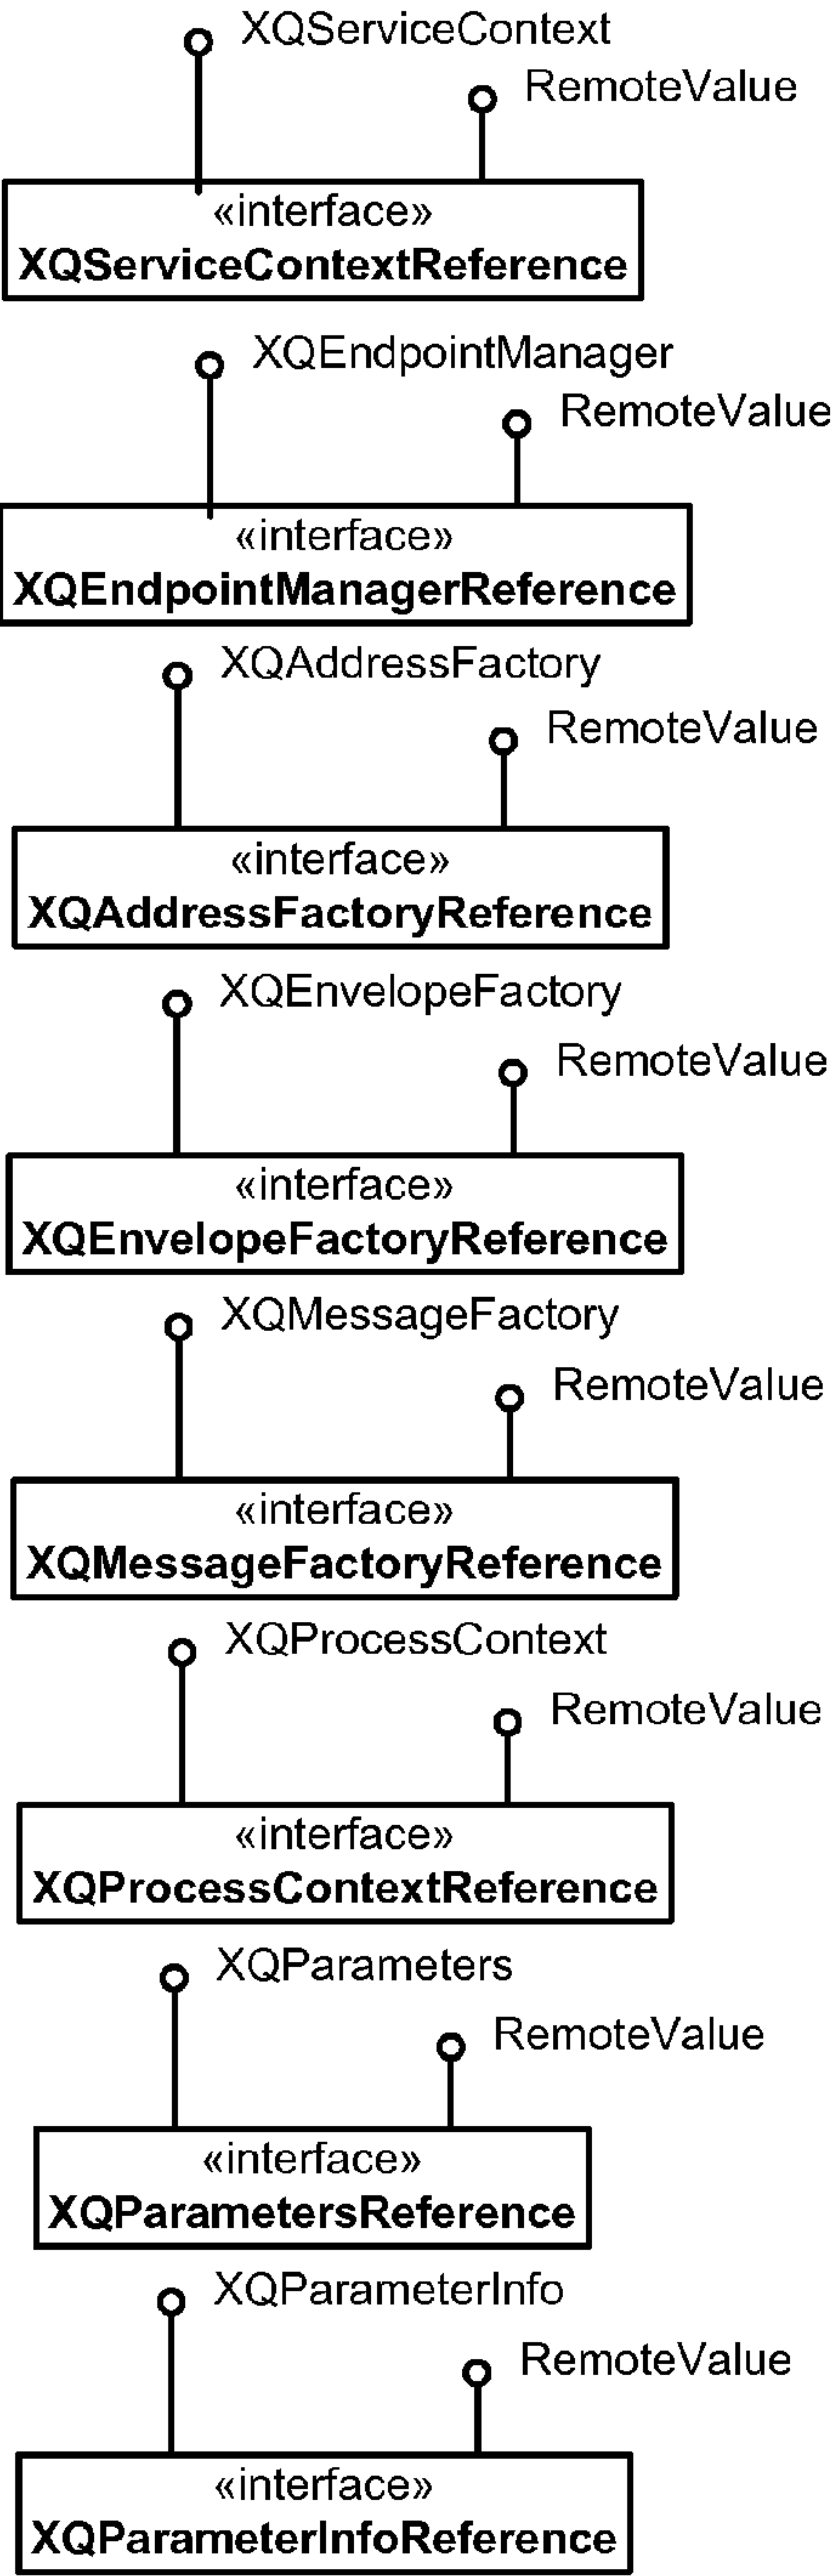 XQServiceContext
RemoteValue
«interface»
XQServiceContextReference
XQEndpointManager
RemoteValue
«interface»
XQEndpointManagerReference
XQAddressFactory
RemoteValue
«interface»
XQAddressFactoryReference
XQEnvelopeFactory
RemoteValue
«interface»
XQEnvelopeFactoryReference
XQMessageFactory
RemoteValue
«interface»
XQMessageFactoryReference
XQProcessContext
RemoteValue
«interface»
XQProcessContextReference
XQParameters
RemoteValue
«interface»
XQParametersReference
XQParameterInfo
RemoteValue
«interface»
XQParameterInfoReference